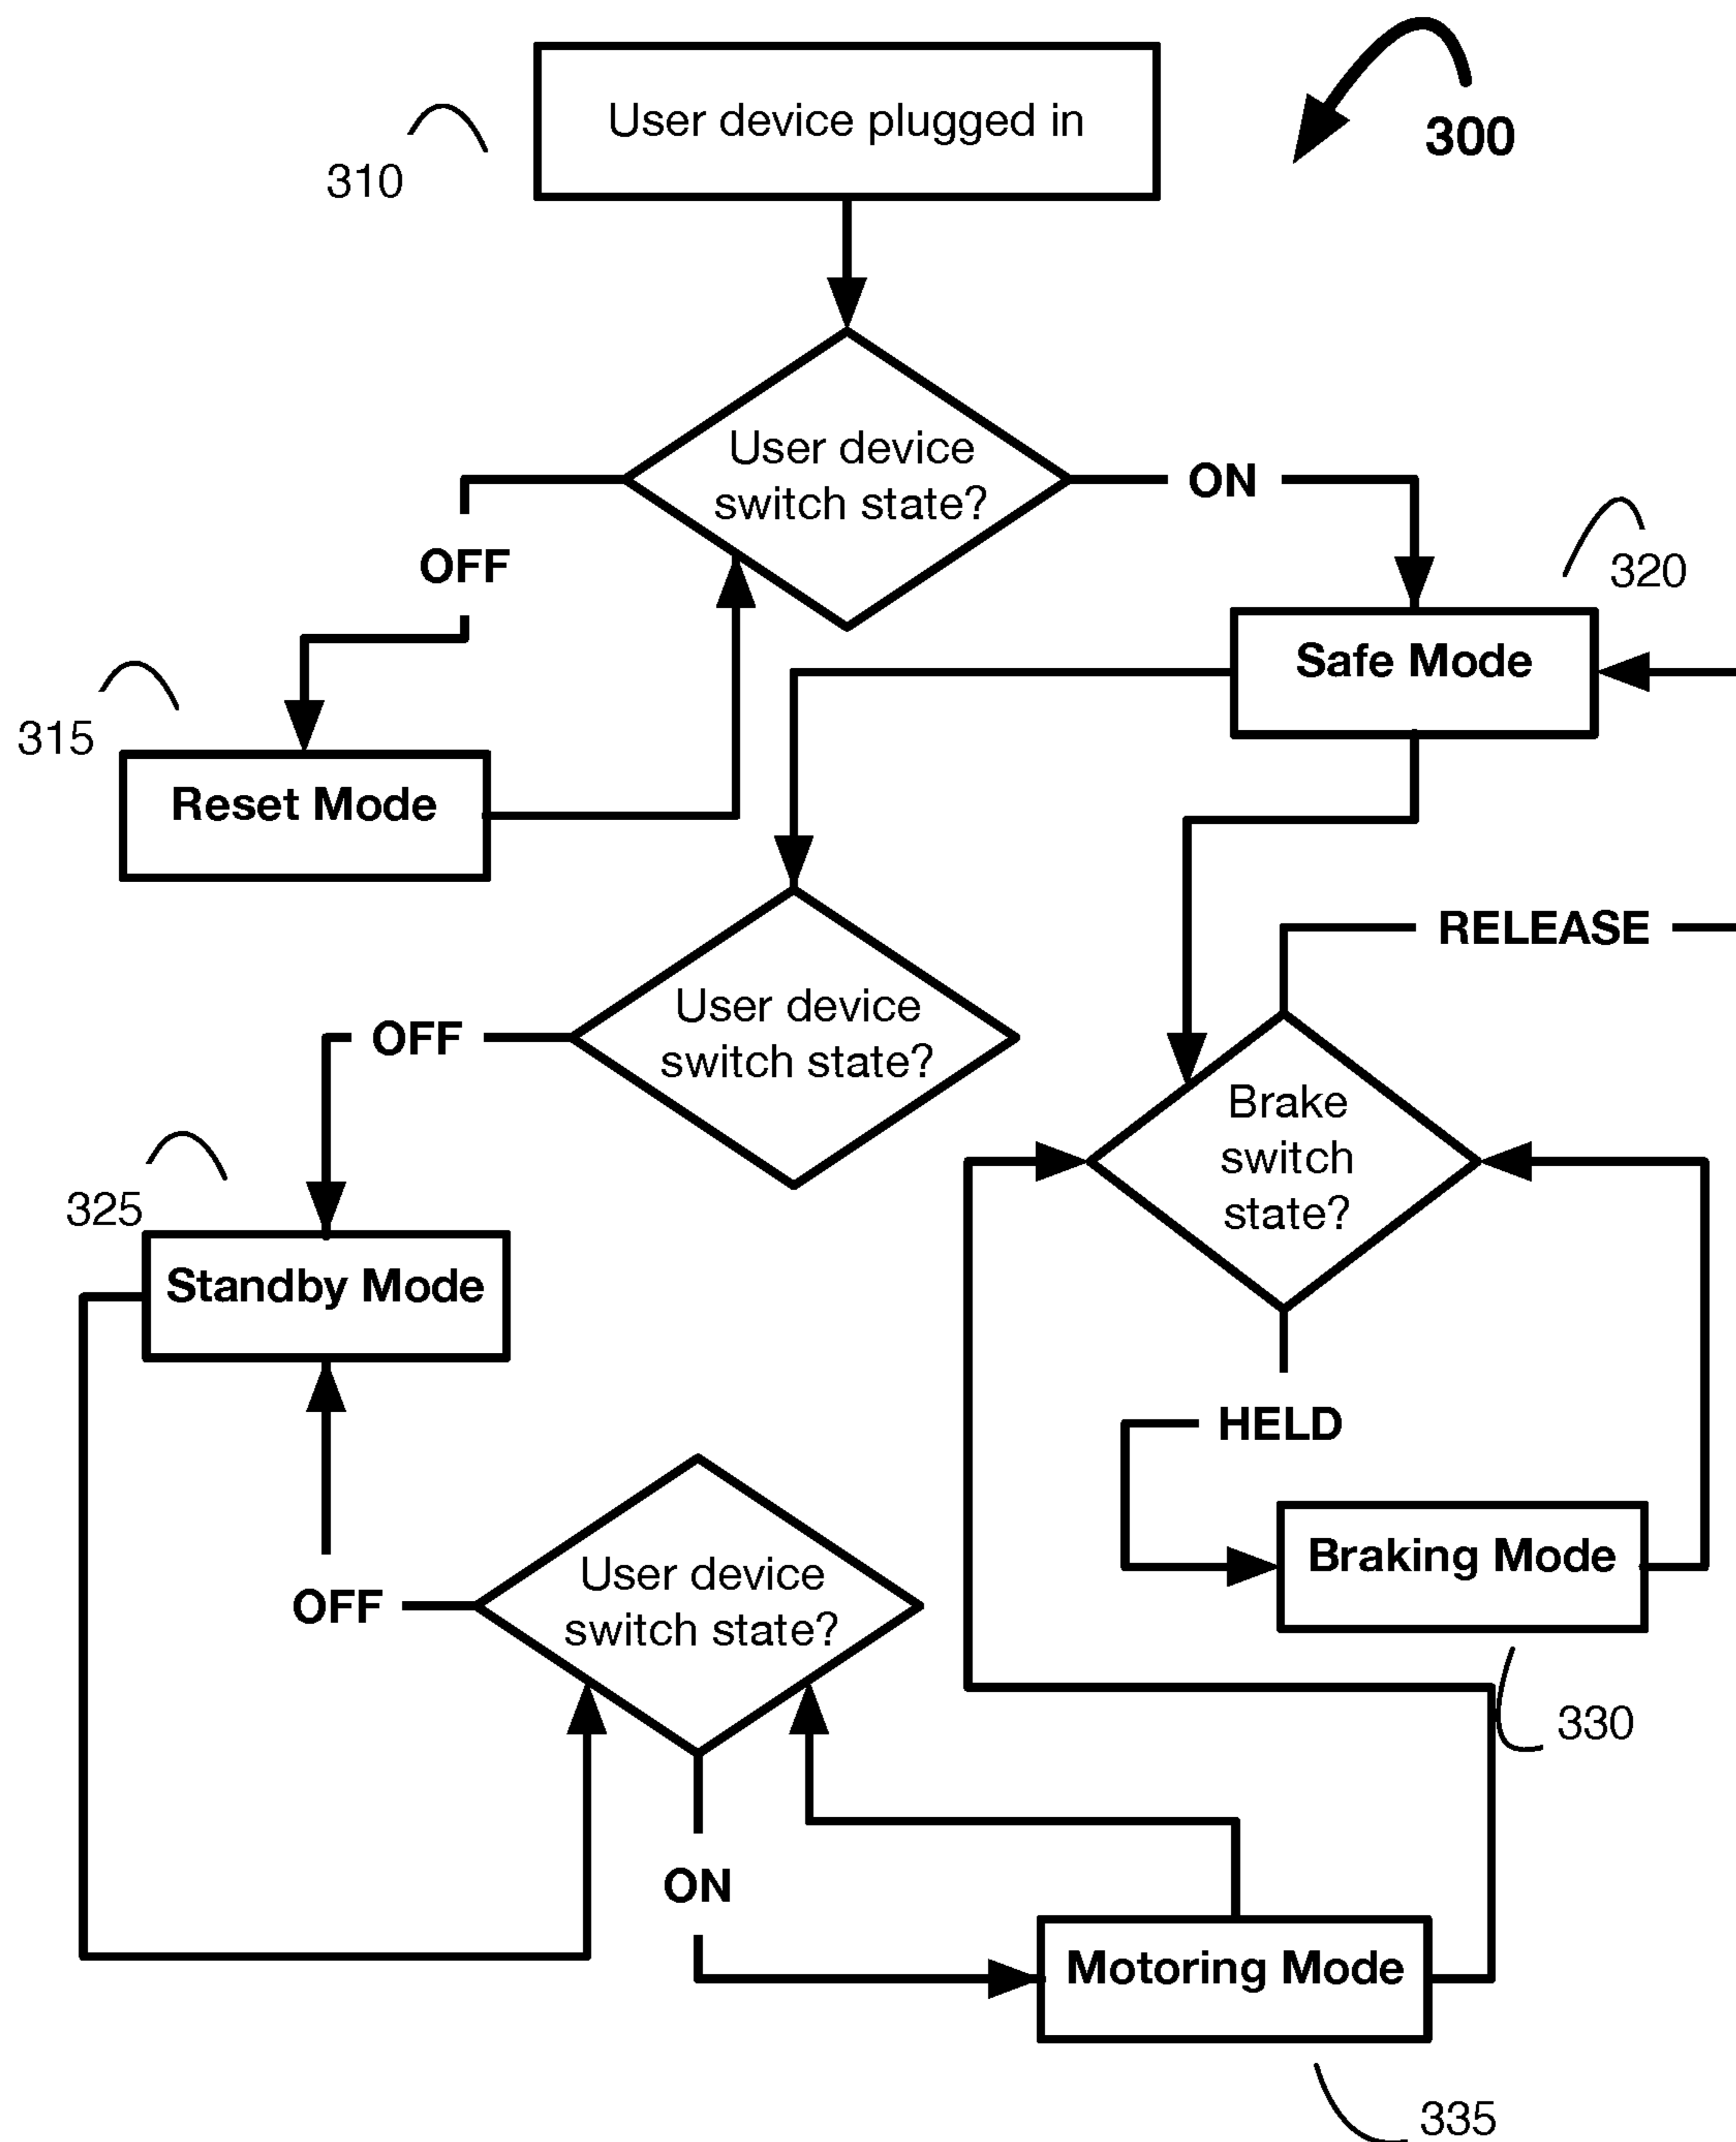 User device plugged in
300
310
User device
switch state?
ON
OFF
320
Safe Mode
315
Reset Mode
RELEASE
User device
switch state?
OFF
Brake
switch
state?
325
Standby Mode
HELD
Braking Mode
User device
switch state?
OFF
330
ON
Motoring Mode
335